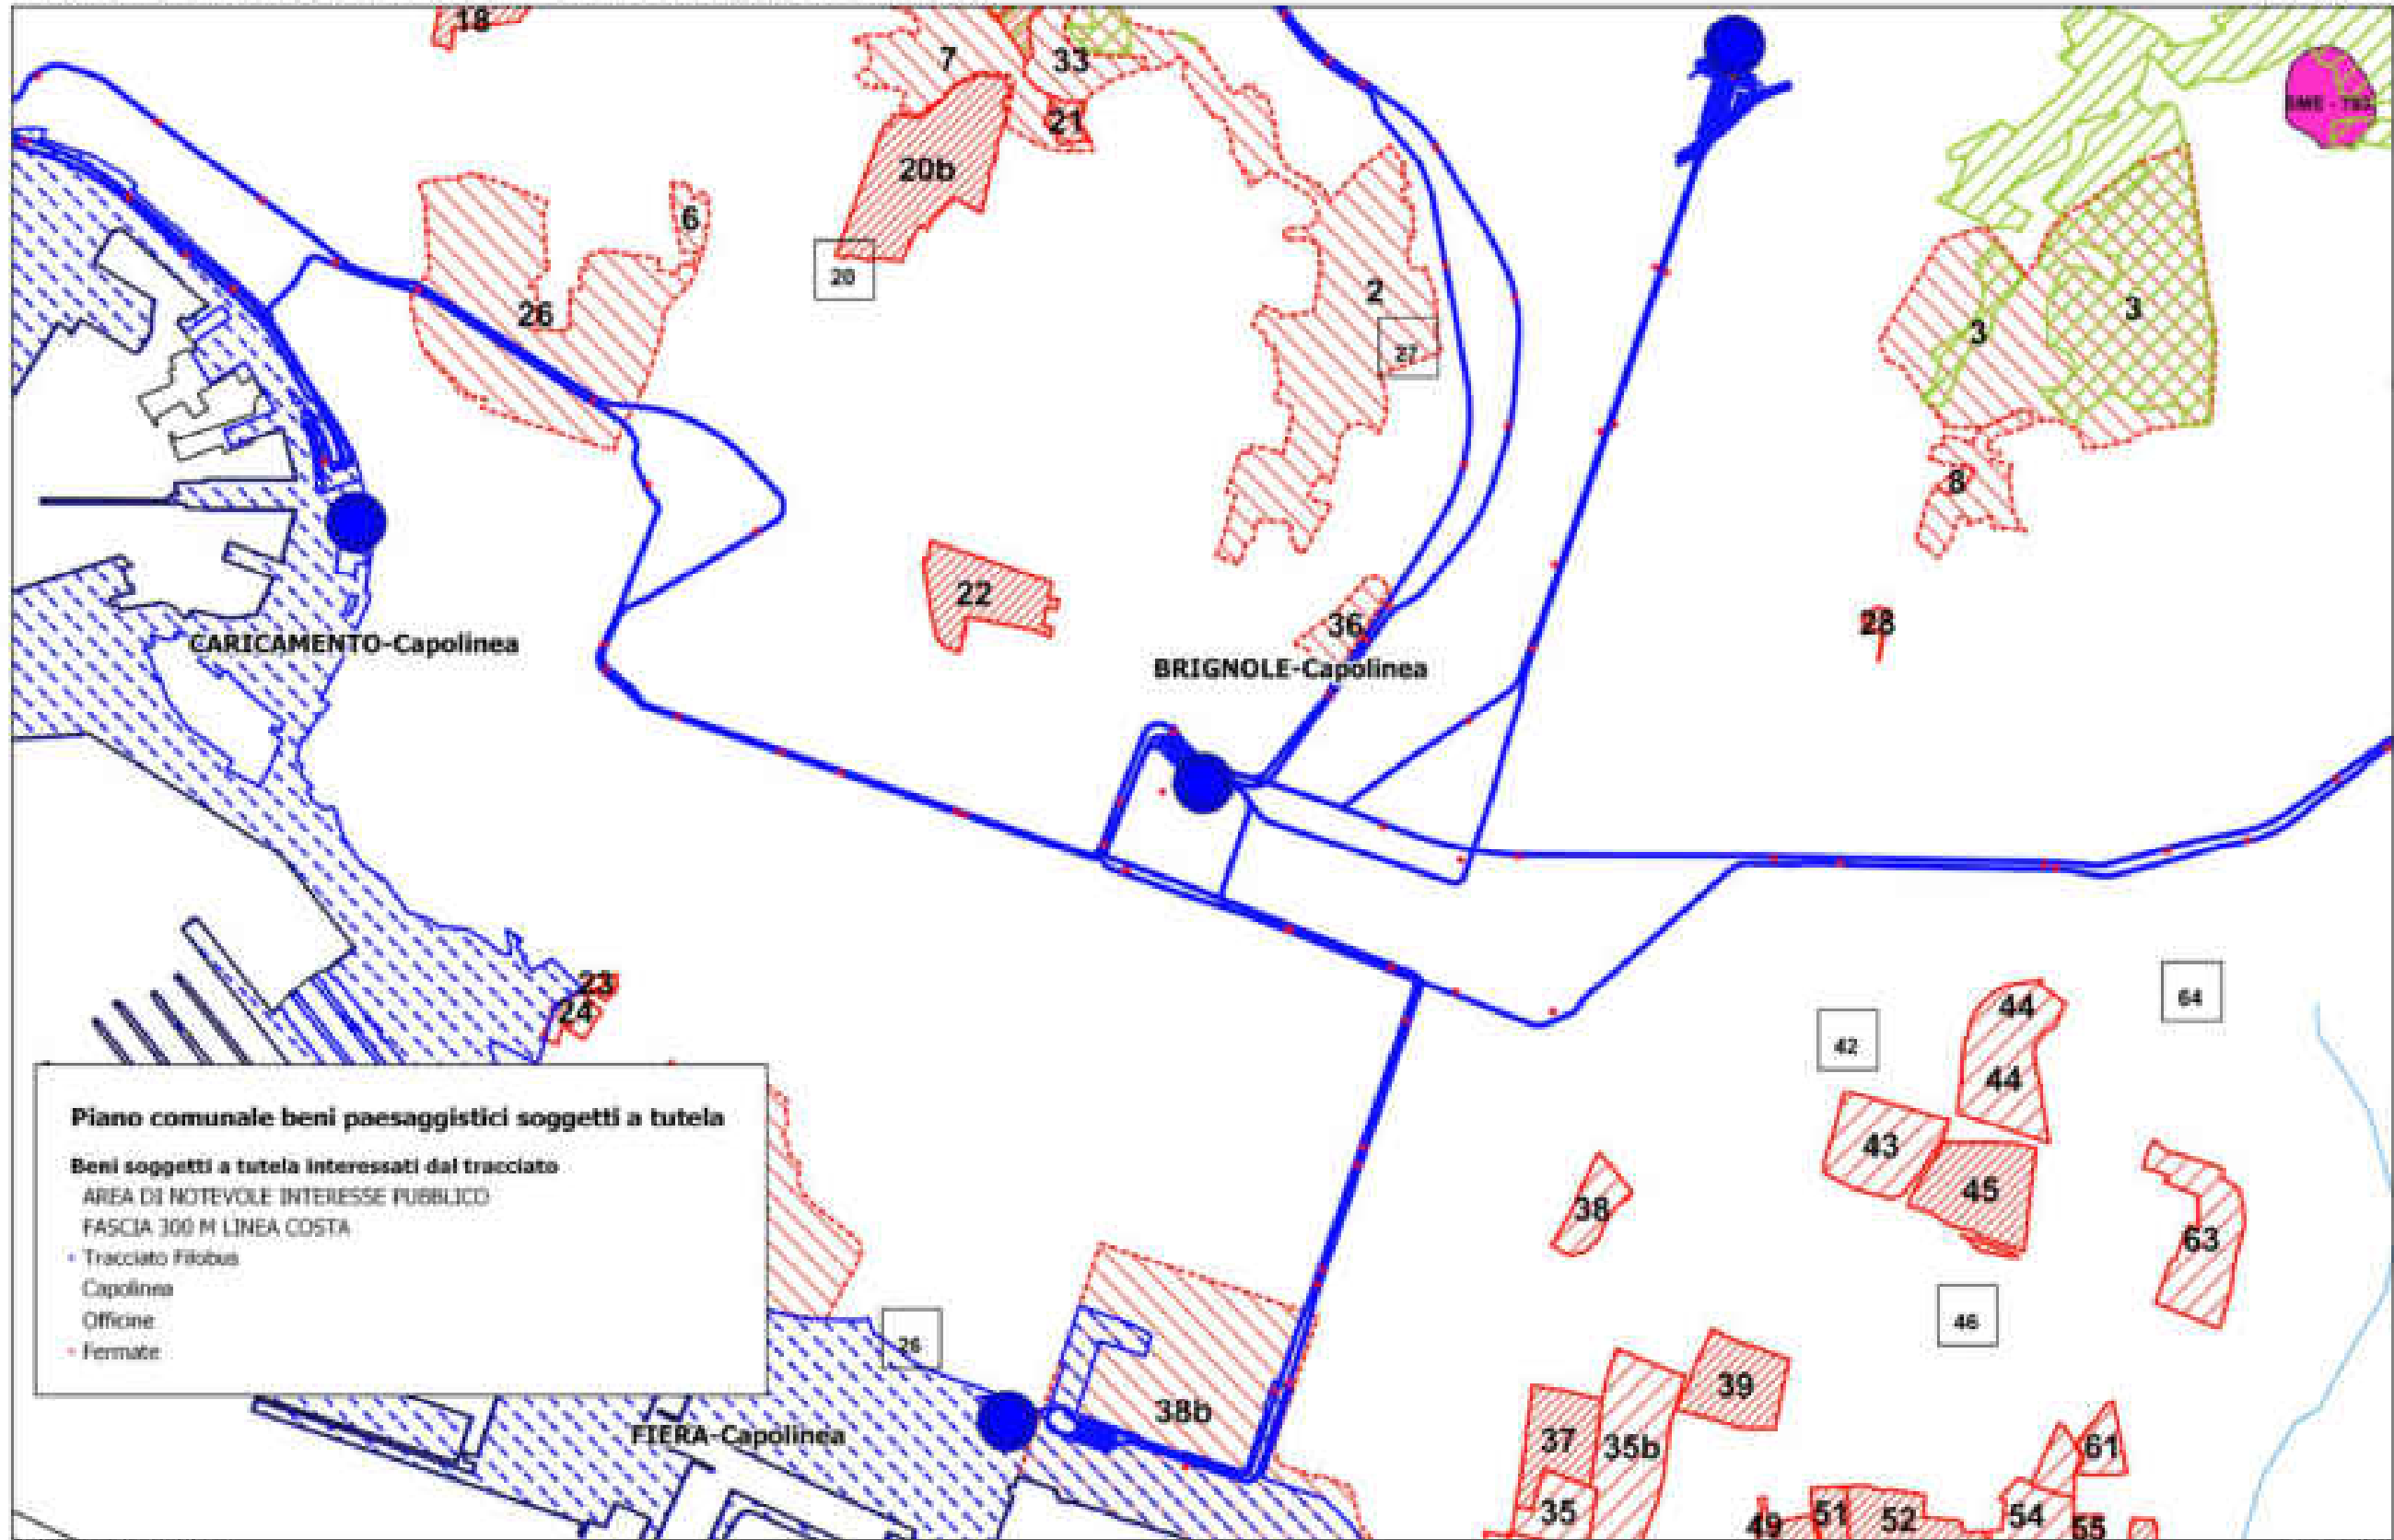 18
7
33
21
20b
6
20
26
2
27
3
3
8
22
36
28
CARICAMENTO-Capolinea
BRIGNOLE-Capolinea
23
24
64
42
44
44
43
45
38
63
46
Piano comunale beni paesaggistici soggetti a tutela
Beni soggetti a tutela interessati dal tracciato
AREA DI NOTEVOLE INTERESSE PUBBLICO
FASCIA 300 M LINEA COSTA
Tracciato Filobus
Capolinea
Officine
Fermate
26
38b
FIERA-Capolinea
39
37
35b
35
61
49
51
52
54
55